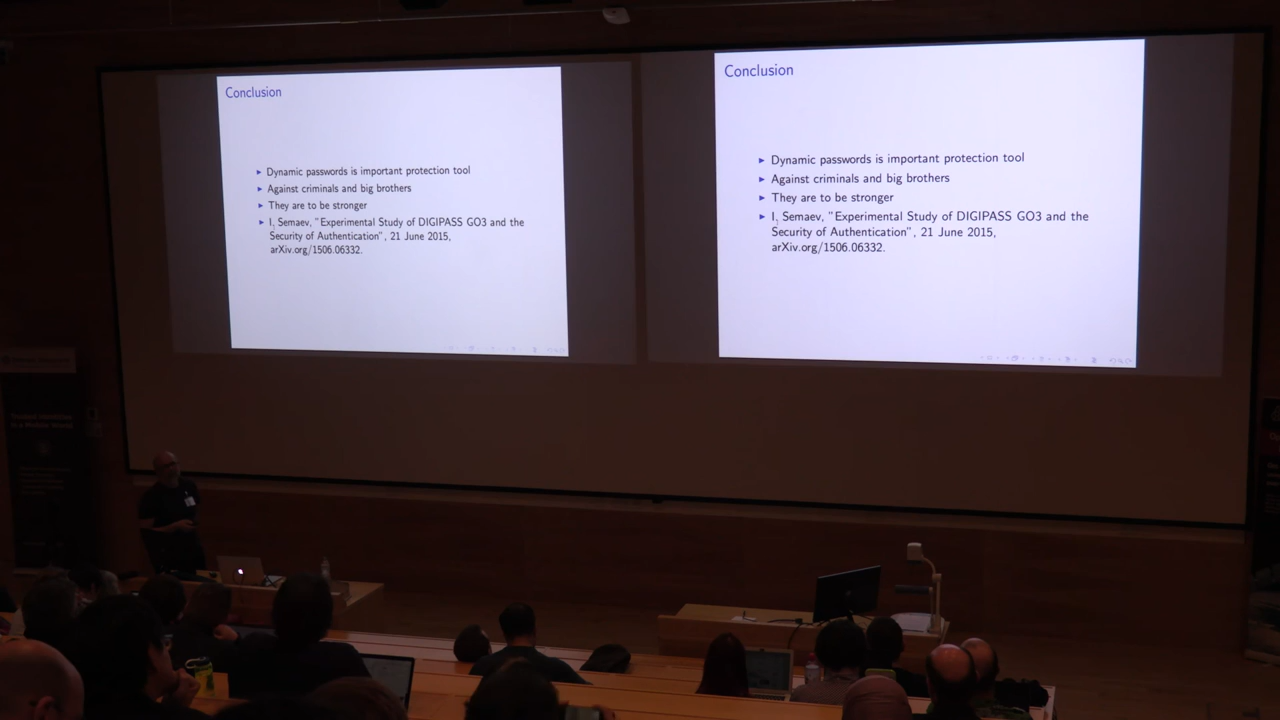 Conclusion
Dynamic passwords is important protection tool
Against criminals and big brothers
They are to be stronger
I, Semaev, "Experimental Study of DIGIPASS GO3 and the
Security of Authentication", 21 June 2015,
arXiv.org/1506.06332.
Conclusion
Dynamic passwords is important protection tool
Against criminals and big brothers
They are to be stronger
I, Semaev, "Experimental Study of DIGIPASS GO3 and the
Security of Authentication", 21 June 2015,
arXiv.org/1506.06332.